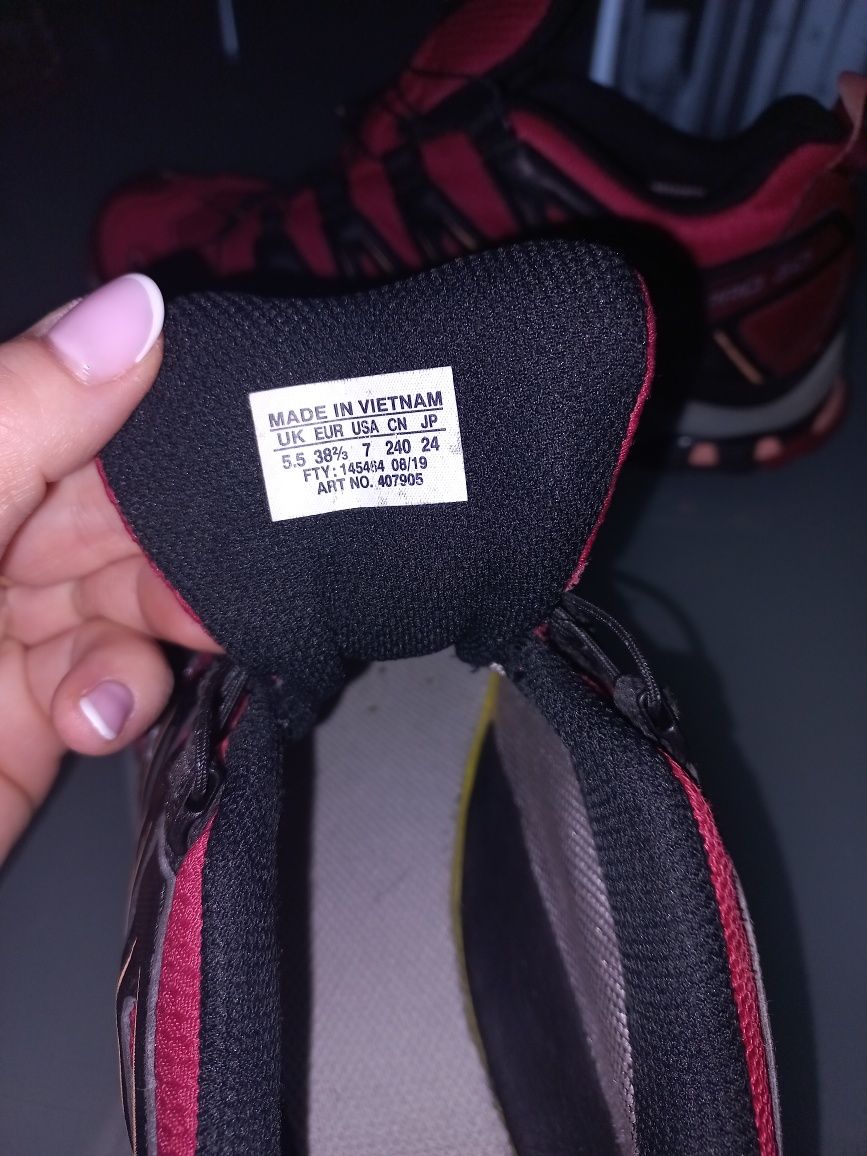 MADE IN VIETNAM
UK EUR USA CN JP
5.5 38⅔ 7 240 24
FTY: 145464 08/19
ART NO. 407905